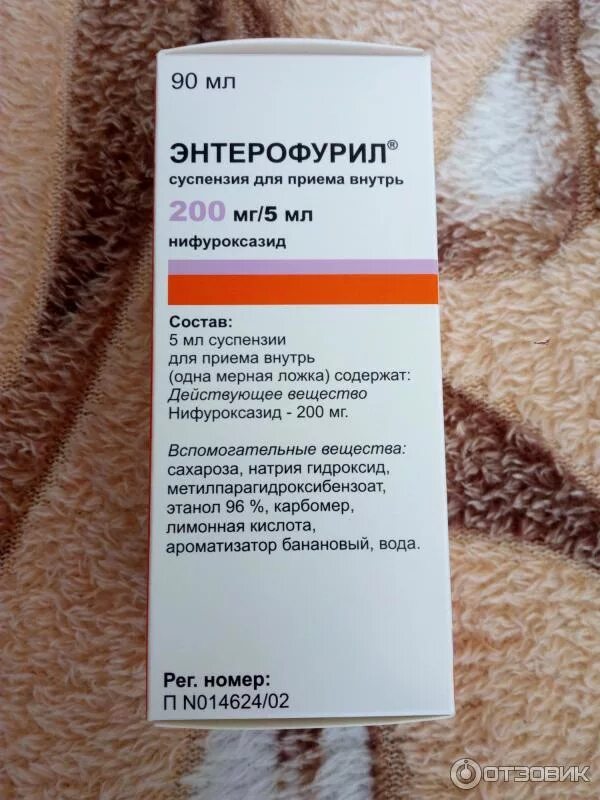 90 мл
ЭНТЕРОФУРИЛ®
суспензия для приема внутрь
200 мг/5 мл
нифуроксазид
Состав:
5 мл суспензии
для приема внутрь
(одна мерная ложка) содержат:
Действующее вещество
Нифуроксазид - 200 мг.
Вспомогательные вещества:
сахароза, натрия гидроксид,
метилпарагидроксибензоат,
этанол 96 %, карбомер,
лимонная кислота,
ароматизатор банановый, вода.
Рег. номер:
П N014624/02
ОТЗОВИК